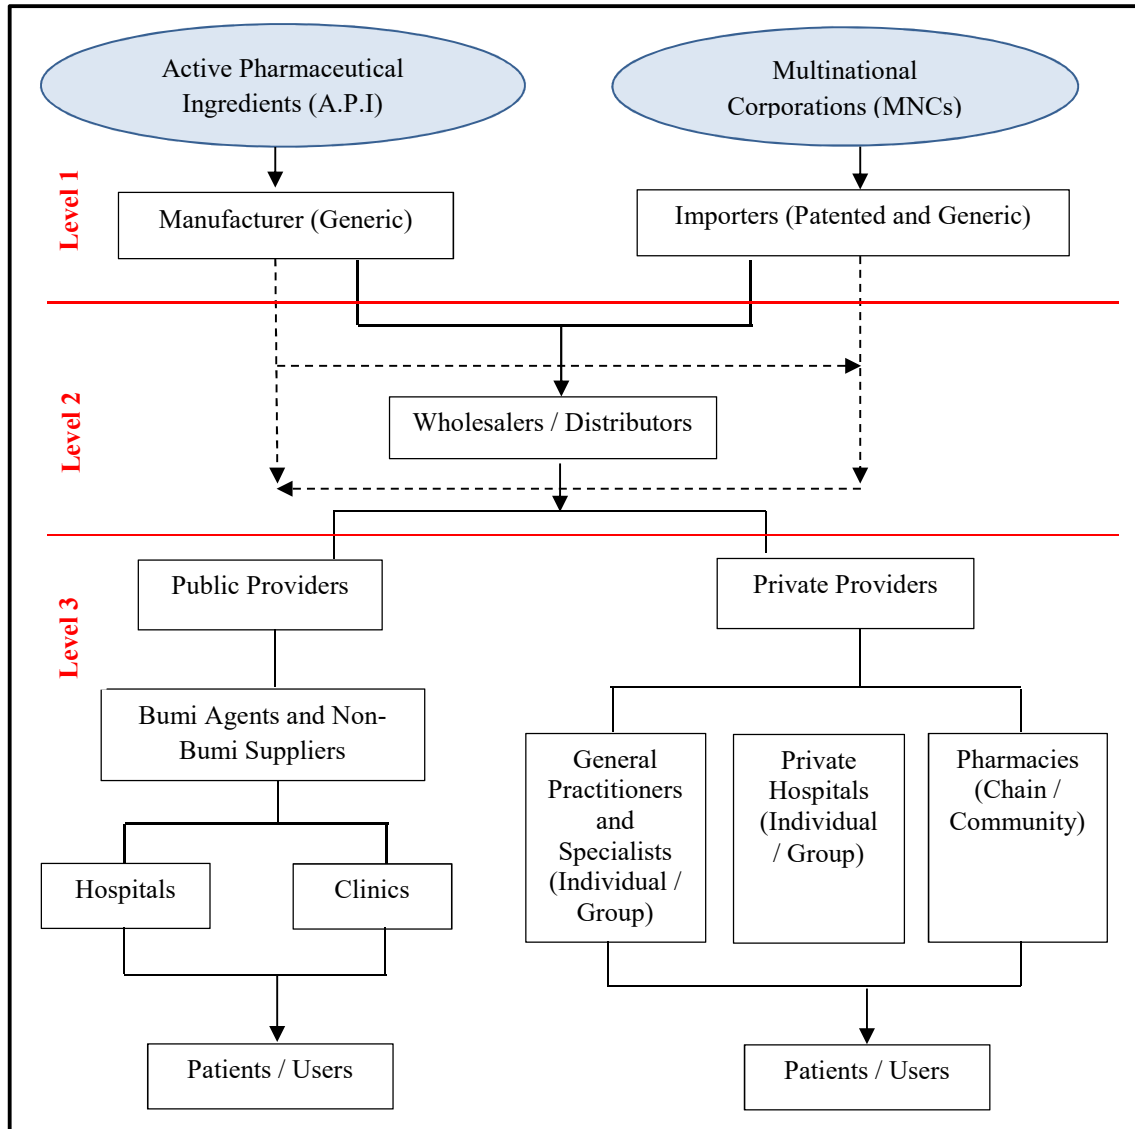 Active Pharmaceutical
Ingredients (A.P.I)
Multinational
Corporations (MNCs)
Level 1
Manufacturer (Generic)
Importers (Patented and Generic)
Level 2
Wholesalers / Distributors
Level 3
Public Providers
Private Providers
Bumi Agents and Non-
Bumi Suppliers
General
Practitioners
and
Specialists
(Individual /
Group)
Private
Hospitals
(Individual
/ Group)
Pharmacies
(Chain /
Community)
Hospitals
Clinics
Patients / Users
Patients / Users